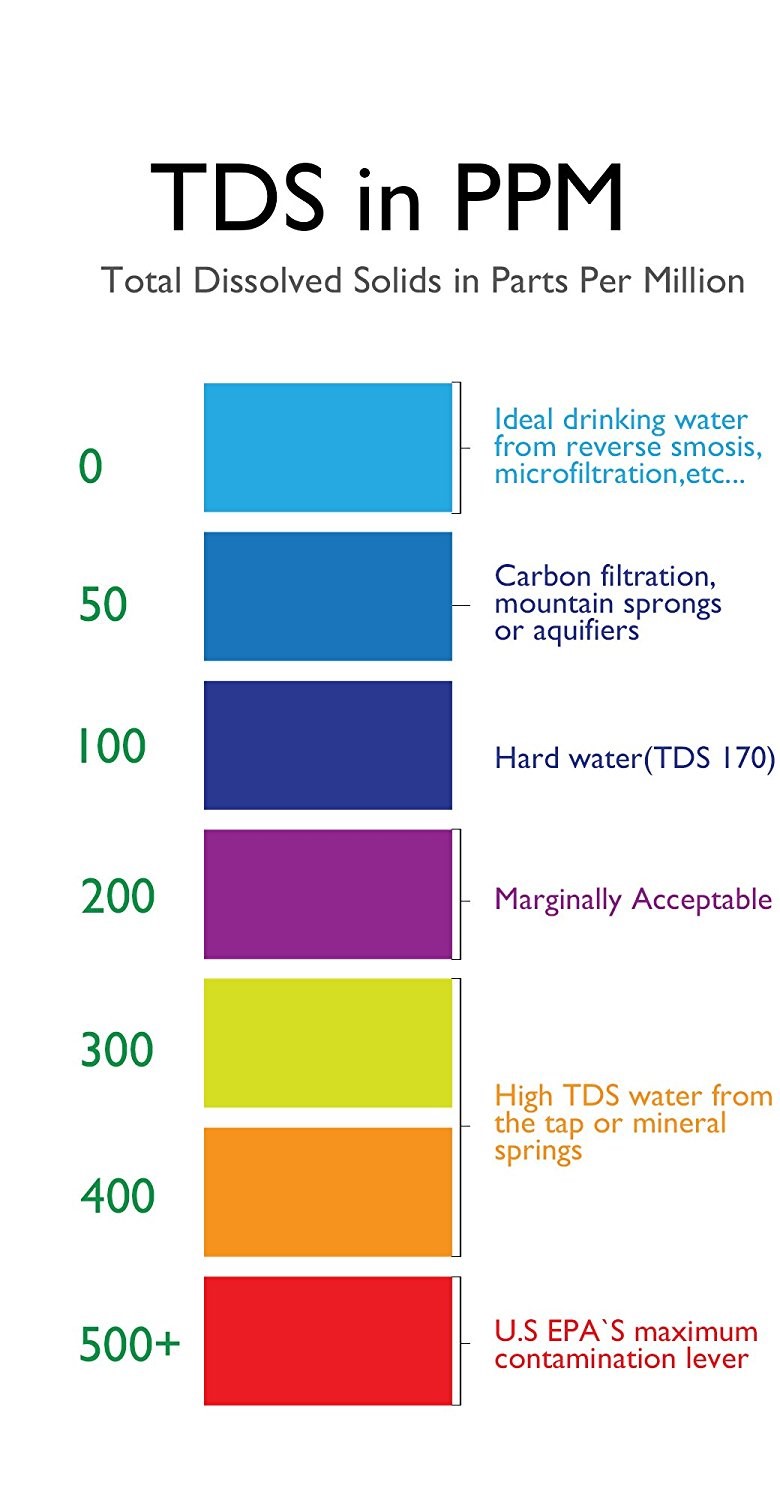 TDS in PPM
Total Dissolved Solids in Parts Per Million
0
Ideal drinking water
from reverse smosis,
microfiltration,etc...
50
Carbon filtration,
mountain sprongs
or aquifiers
100
Hard water(TDS 170)
200
Marginally Acceptable
300
High TDS water from
the tap or mineral
springs
400
500+
U.S EPA`S maximum
contamination lever